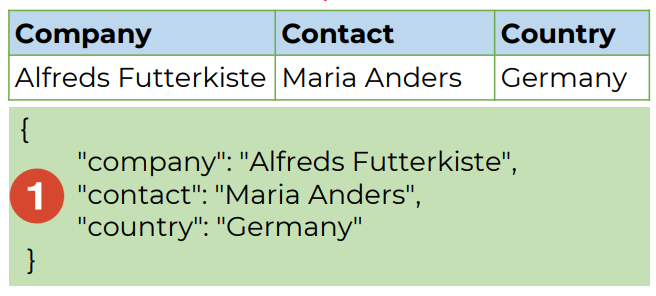 Company Contact Country
Alfreds Futterkiste Maria Anders Germany
{
"company": "Alfreds Futterkiste",
1 "contact": "Maria Anders",
"country": "Germany"
}